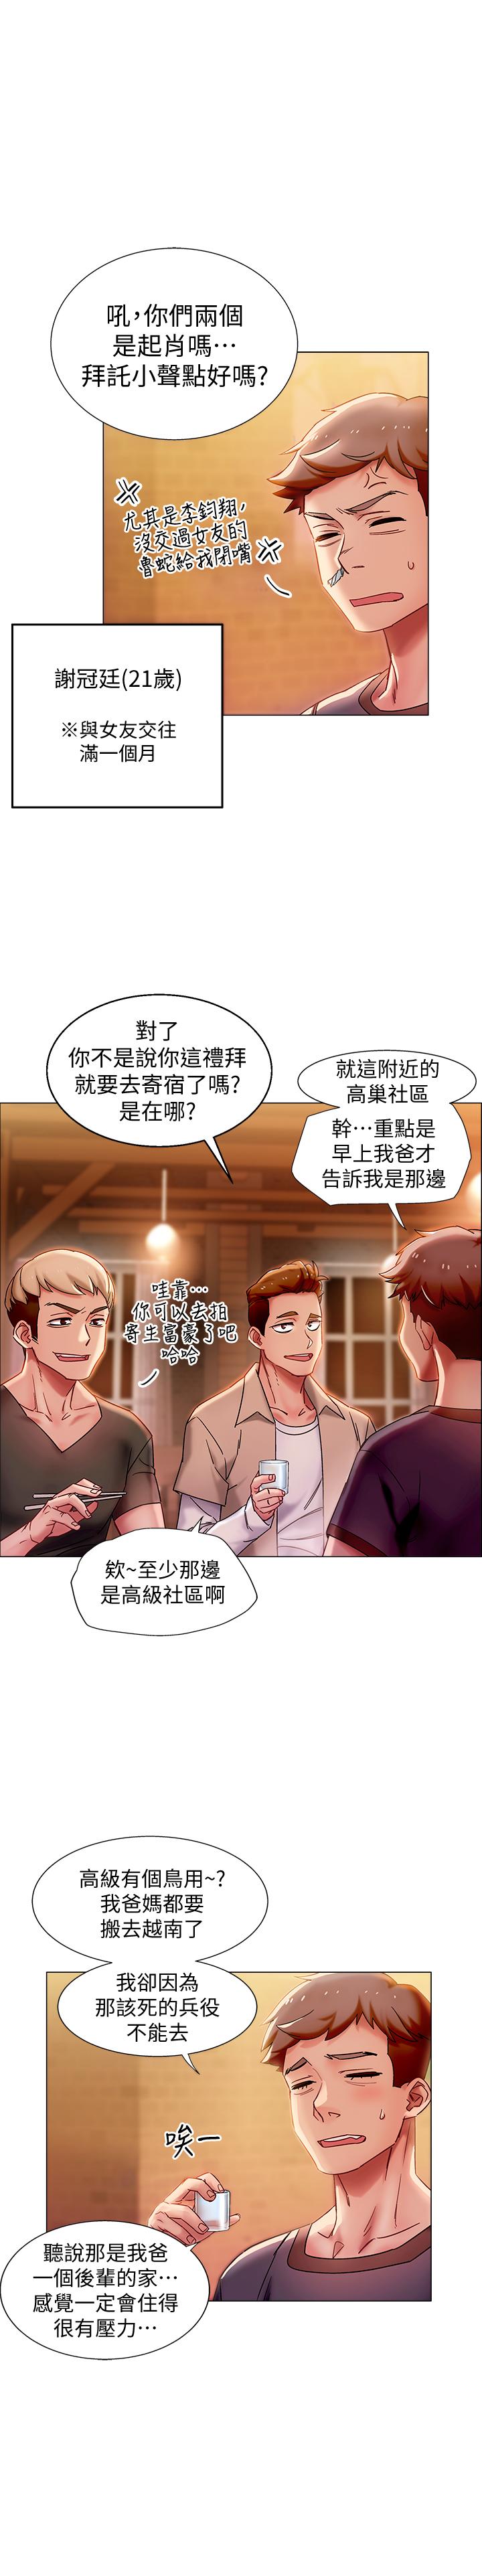 吼，你們兩個
是起肖嗎…
拜託小聲點好嗎?
尤其是李鈞翔，
沒交過女友的
魯蛇給我閉嘴
謝冠廷(21歲)
※與女友交往
滿一個月
對了
你不是說你這禮拜
就要去寄宿了嗎?
是在哪?
就這附近的
高巢社區
幹…重點是
早上我爸才
告訴我是那邊
哇靠…
你可以去拍
寄生富豪了吧
哈哈
欸~至少那邊
是高級社區啊
高級有個鳥用~?
我爸媽都要
搬去越南了
我卻因為
那該死的兵役
不能去
唉一
聽說那是我爸
一個後輩的家…
感覺一定會住得
很有壓力…